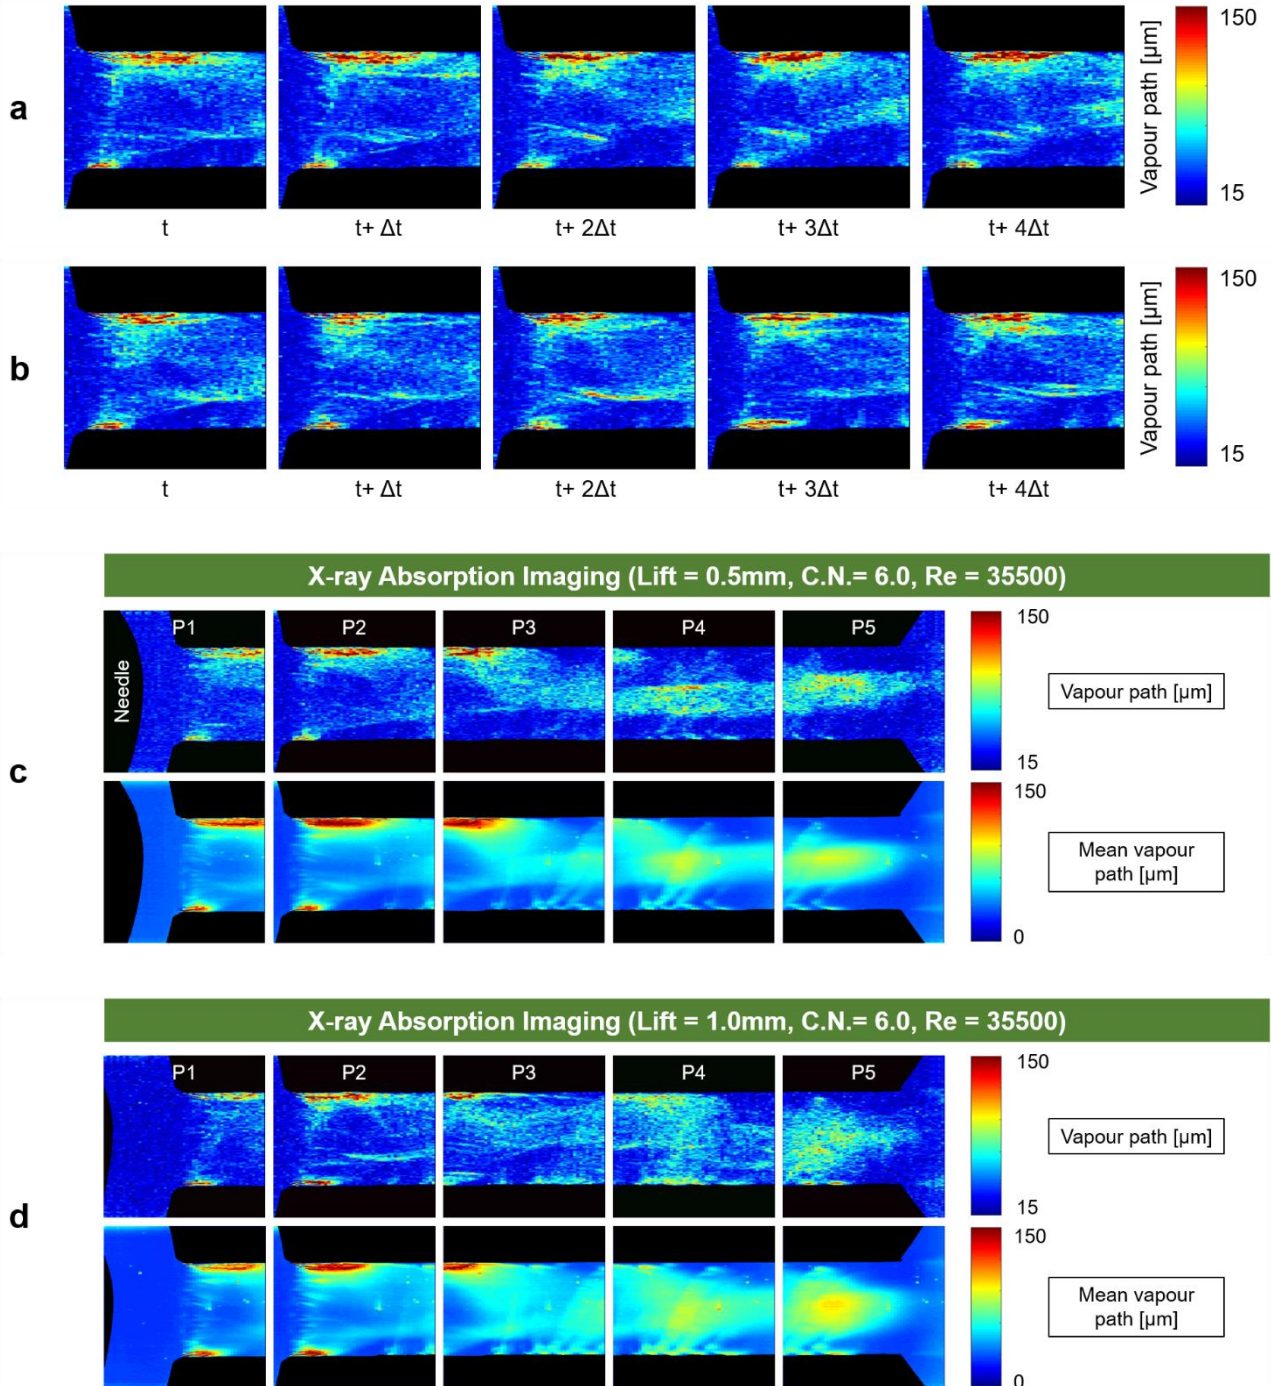 a
150
Vapour path [µm]
15
t
t+ Δt
t+ 2Δt
t+ 3Δt
t+ 4Δt
b
150
Vapour path [µm]
15
t
t+ Δt
t+ 2Δt
t+ 3Δt
t+ 4Δt
X-ray Absorption Imaging (Lift = 0.5mm, C.N.= 6.0, Re = 35500)
c
P1
P2
P3
P4
P5
Needle
150
15
Vapour path [µm]
150
0
Mean vapour
path [µm]
X-ray Absorption Imaging (Lift = 1.0mm, C.N.= 6.0, Re = 35500)
d
P1
P2
P3
P4
P5
150
15
Vapour path [µm]
150
0
Mean vapour
path [µm]